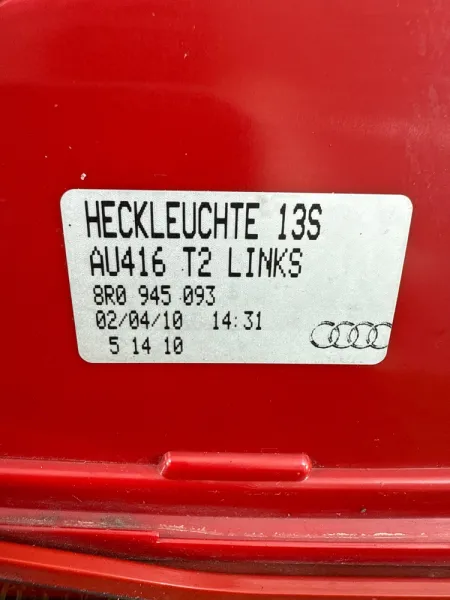 HECKLEUCHTE 13S
AU416 T2 LINKS
8R0 945 093
02/04/10 14:31
5 14 10